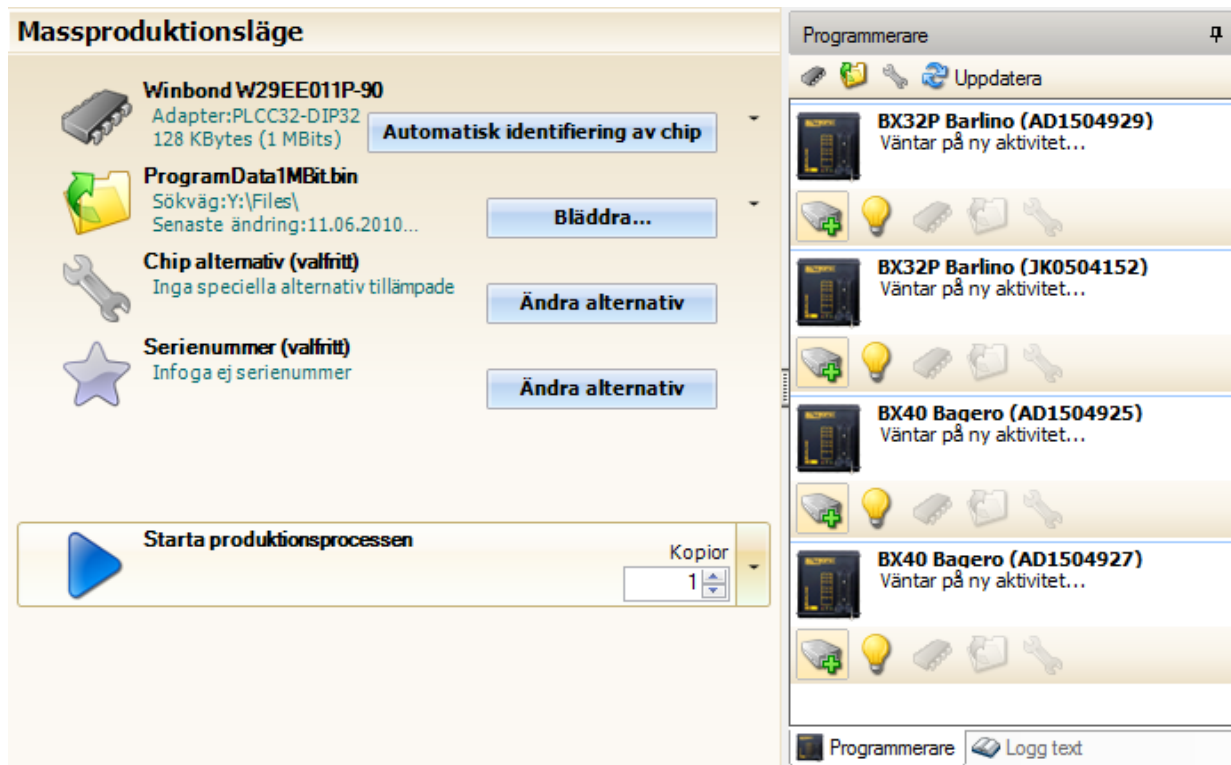 Massproduktionsläge
Winbond W29EE011P-90
Adapter:PLCC32-DIP32
128 KBytes (1 MBits)
Automatisk identifiering av chip
ProgramData1MBit.bin
Sökväg:Y:\Files\
Senaste ändring:11.06.2010...
Bläddra...
Chip alternativ (valfritt)
Inga speciella alternativ tillämpade
Ändra alternativ
Serienummer (valfritt)
Infoga ej serienummer
Ändra alternativ
Starta produktionsprocessen
Kopior
1
Programmerare
Uppdatera
BX32P Barlino (AD1504929)
Väntar på ny aktivitet...
BX32P Barlino (JK0504152)
Väntar på ny aktivitet...
BX40 Bagero (AD1504925)
Väntar på ny aktivitet...
BX40 Bagero (AD1504927)
Väntar på ny aktivitet...
Programmerare
Logg text